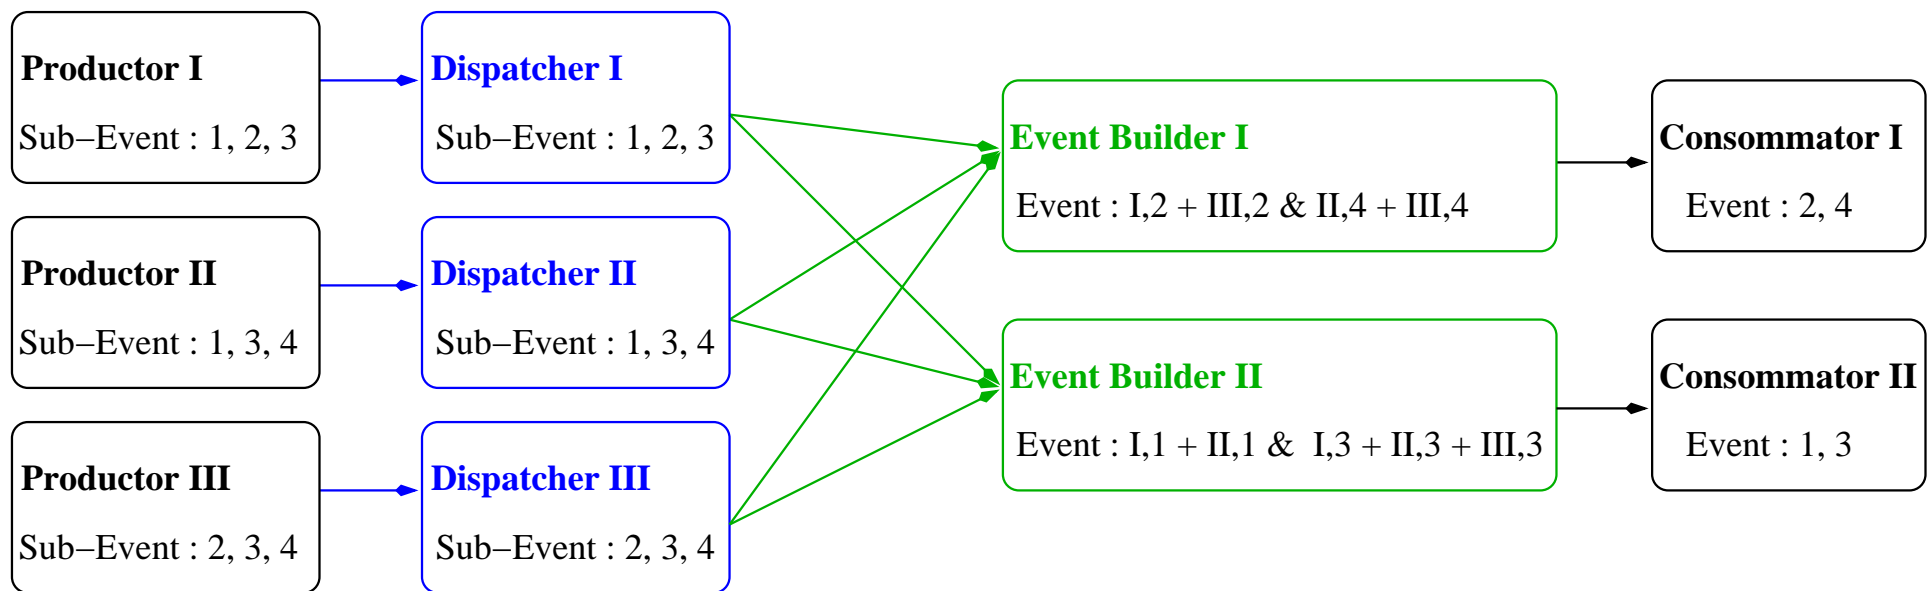 Productor I
Sub−Event : 1, 2, 3
Dispatcher I
Sub−Event : 1, 2, 3
Productor II
Sub−Event : 1, 3, 4
Dispatcher II
Sub−Event : 1, 3, 4
Productor III
Sub−Event : 2, 3, 4
Dispatcher III
Sub−Event : 2, 3, 4
Event Builder I
Event : I,2 + III,2 & II,4 + III,4
Consommator I
Event : 2, 4
Event Builder II
Event : I,1 + II,1 & I,3 + II,3 + III,3
Consommator II
Event : 1, 3